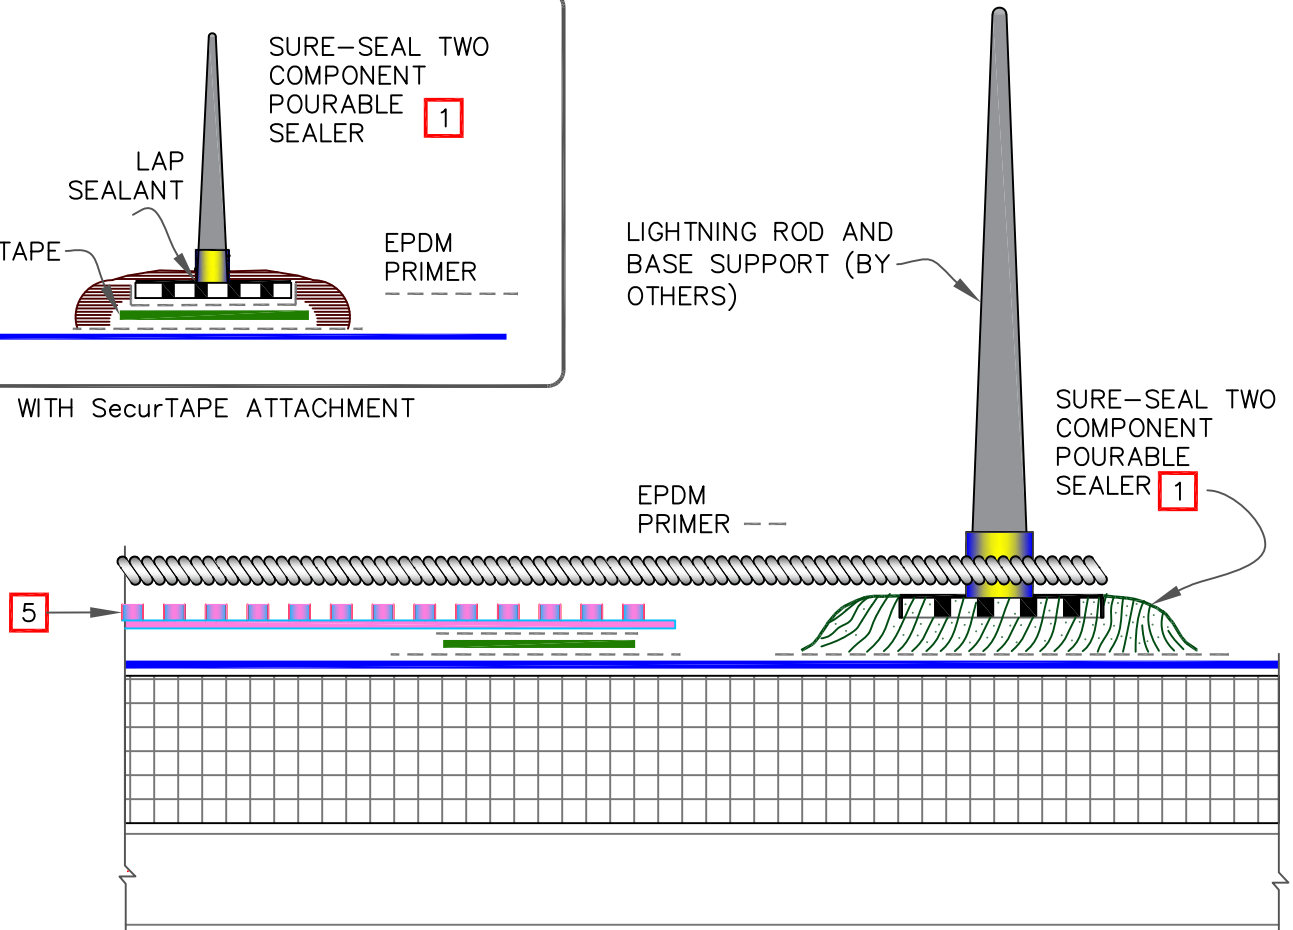 SURE-SEAL TWO
COMPONENT
POURABLE
SEALER
1
LAP
SEALANT
TAPE
EPDM
PRIMER
WITH SecurTAPE ATTACHMENT
LIGHTNING ROD AND
BASE SUPPORT (BY
OTHERS)
SURE-SEAL TWO
COMPONENT
POURABLE
SEALER 1
EPDM
PRIMER
5